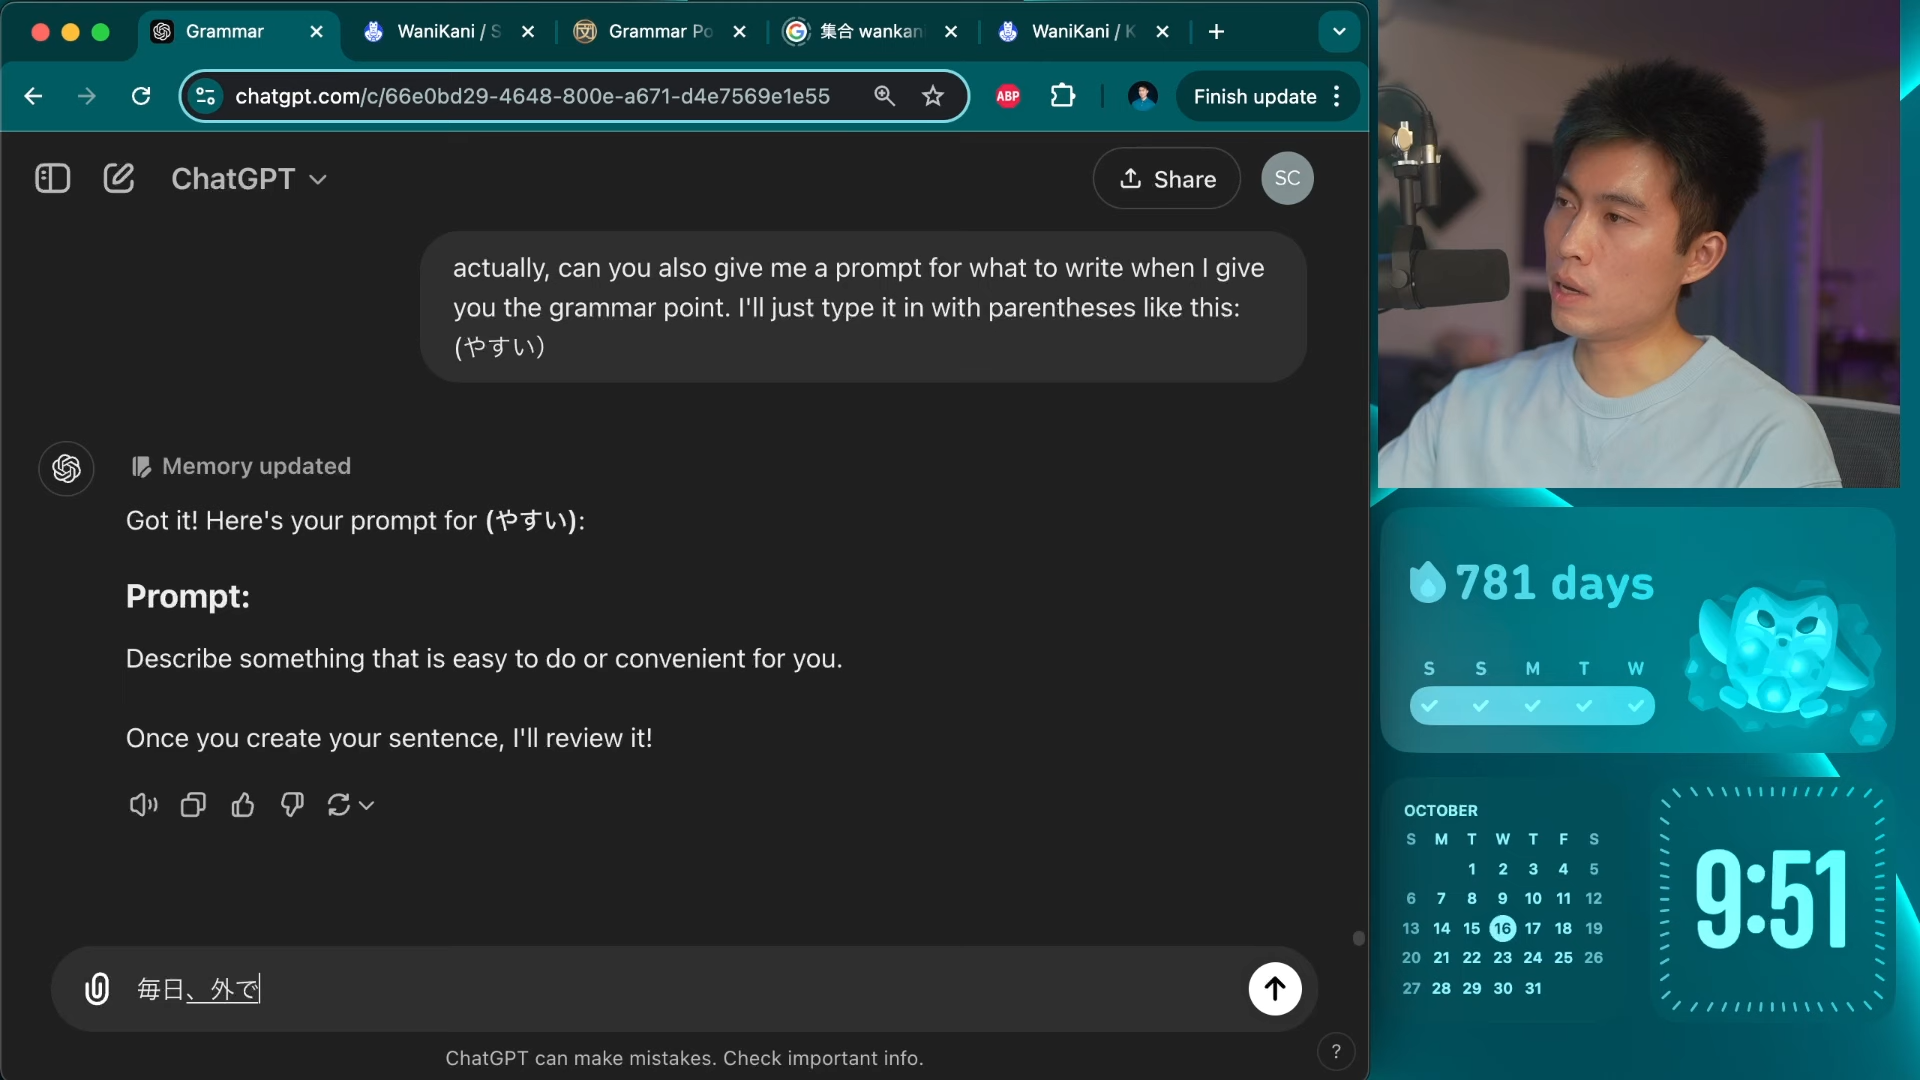 Grammar
WaniKani / S
Grammar Po
集合 wankan
WaniKani / K
chatgpt.com/c/66e0bd29-4648-800e-a671-d4e7569e1e55
ABP
Finish update
ChatGPT
Share
SC
actually, can you also give me a prompt for what to write when I give
you the grammar point. I'll just type it in with parentheses like this:
(やすい）
Memory updated
Got it! Here's your prompt for (やすい):
Prompt:
Describe something that is easy to do or convenient for you.
Once you create your sentence, I'll review it!
毎日、外で
ChatGPT can make mistakes. Check important info.
?
781 days
S S M T W
OCTOBER
S M T W T F S
1 2 3 4 5
6 7 8 9 10 11 12
13 14 15 16 17 18 19
20 21 22 23 24 25 26
27 28 29 30 31
9:51